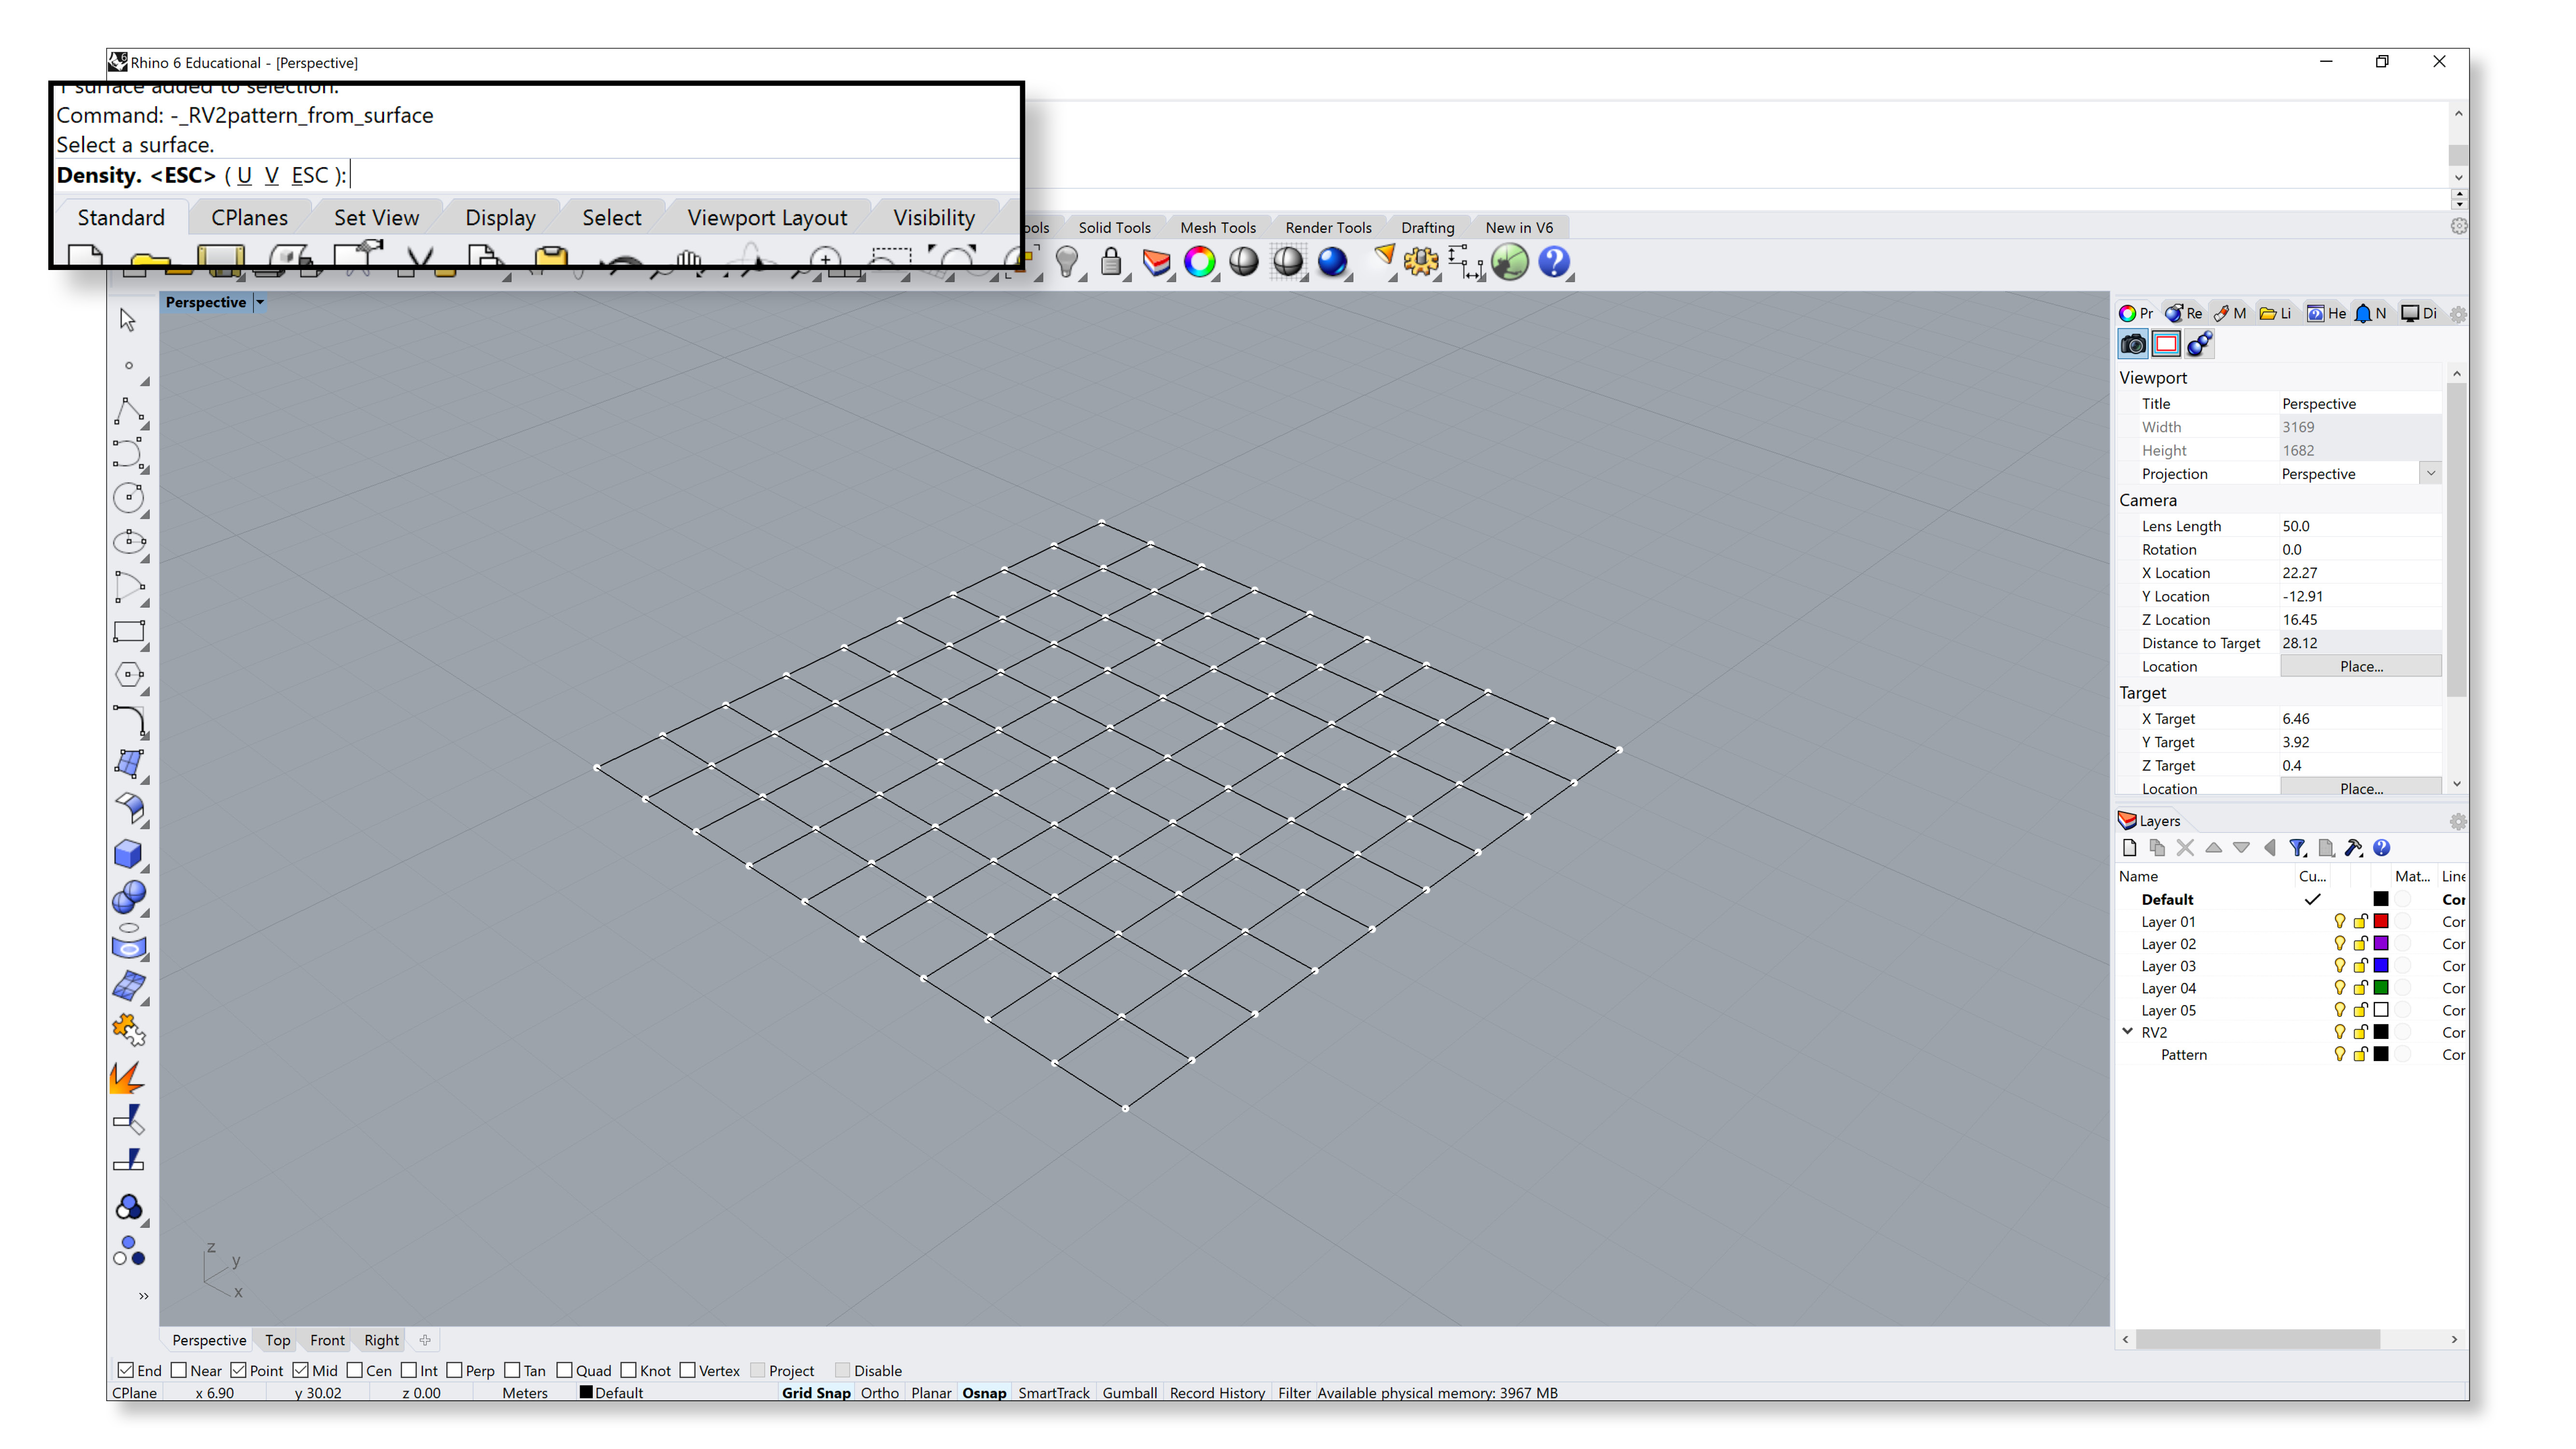 Rhino 6 Educational - [Perspective]
1 surface added to selection.
Command: -_RV2pattern_from_surface
Select a surface.
Density. <ESC> ( U V ESC ):
Standard CPlanes Set View Display Select Viewport Layout Visibility
ools Solid Tools Mesh Tools Render Tools Drafting New in V6
Perspective
Pr Re M Li He N Di
Viewport
Title Perspective
Width 3169
Height 1682
Projection Perspective
Camera
Lens Length 50.0
Rotation 0.0
X Location 22.27
Y Location -12.91
Z Location 16.45
Distance to Target 28.12
Location Place...
Target
X Target 6.46
Y Target 3.92
Z Target 0.4
Location Place...
Layers
Name Cu... Mat... Line
Default Cor
Layer 01 Cor
Layer 02 Cor
Layer 03 Cor
Layer 04 Cor
Layer 05 Cor
RV2 Cor
Pattern Cor
z
y
x
Perspective Top Front Right
End Near Point Mid Cen Int Perp Tan Quad Knot Vertex Project Disable
CPlane x 6.90 y 30.02 z 0.00 Meters Default Grid Snap Ortho Planar Osnap SmartTrack Gumball Record History Filter Available physical memory: 3967 MB